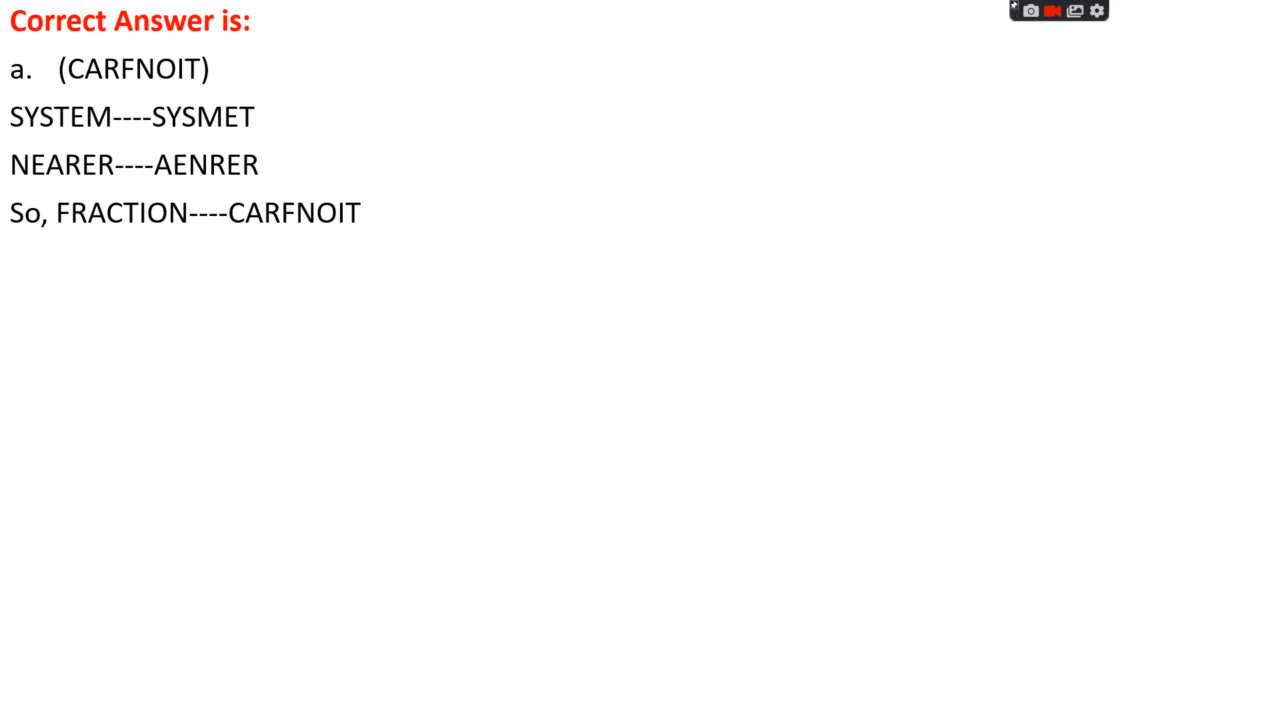 Correct Answer is:
a. (CARFNOIT)
SYSTEM----SYSMET
NEARER----AENRER
So, FRACTION----CARFNOIT